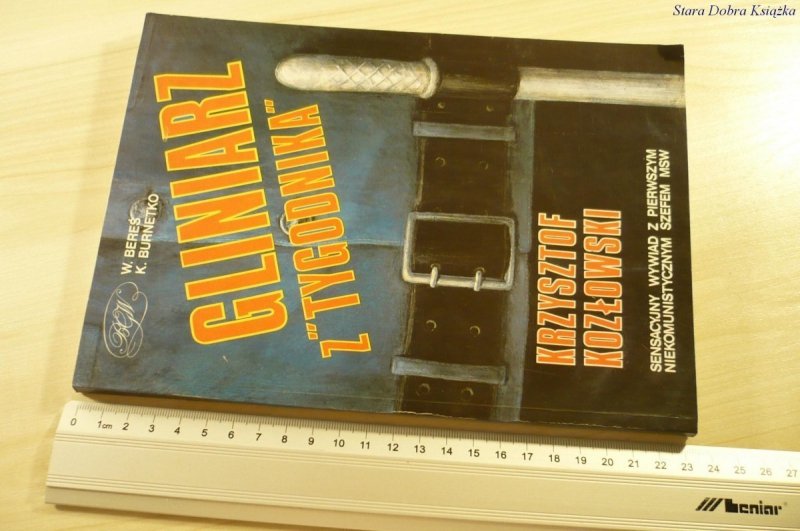 Stara Dobra Książka
W. BEREŚ
K. BURNETKO
GLINIARZ
Z "TYGODNIKA"
KRZYSZTOF
KOZŁOWSKI
SENSACYJNY WYWIAD Z PIERWSZYM
NIEKOMUNISTYCZNYM SZEFEM MSW
0 1cm 2 3 4 5 6 7 8 9 10 11 12 13 14 15 16 17 18 19 20 21 22 23 24 25 26 27
leniar